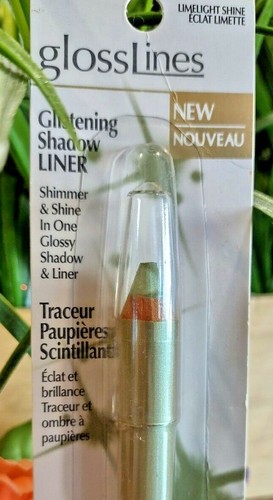 LIMELIGHT SHINE
ÉCLAT LIMETTE
glossLines
NEW
NOUVEAU
Glistening
Shadow
LINER
Shimmer
& Shine
In One
Glossy
Shadow
& Liner
Traceur
Paupières
Scintillant
Éclat et
brillance
Traceur et
ombre à
paupières